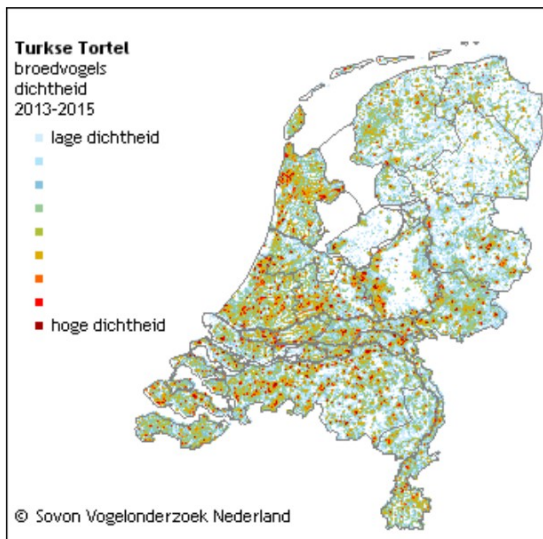 Turkse Tortel
broedvogels
dichtheid
2013-2015
lage dichtheid
hoge dichtheid
© Sovon Vogelonderzoek Nederland